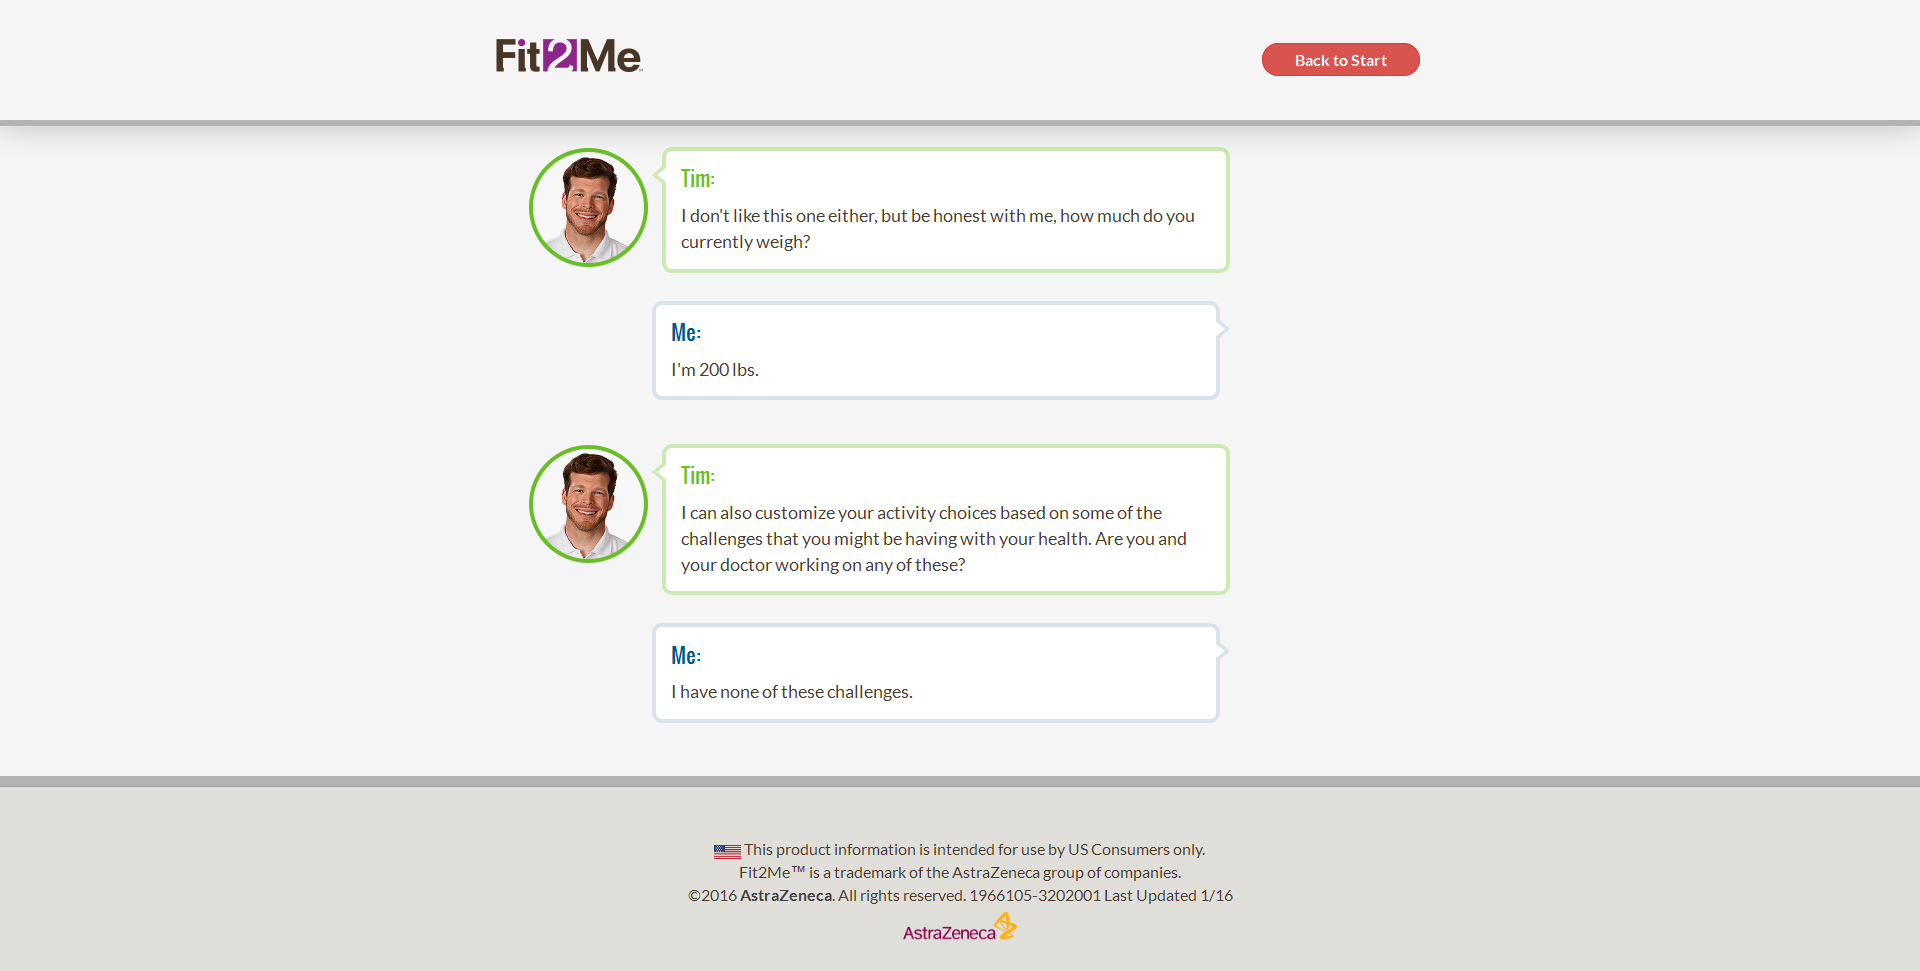 Fit2Me
Back to Start
Tim:
I don't like this one either, but be honest with me, how much do you
currently weigh?
Me:
I'm 200 lbs.
Tim:
I can also customize your activity choices based on some of the
challenges that you might be having with your health. Are you and
your doctor working on any of these?
Me:
I have none of these challenges.
This product information is intended for use by US Consumers only.
Fit2Me™ is a trademark of the AstraZeneca group of companies.
©2016 AstraZeneca. All rights reserved. 1966105-3202001 Last Updated 1/16
AstraZeneca